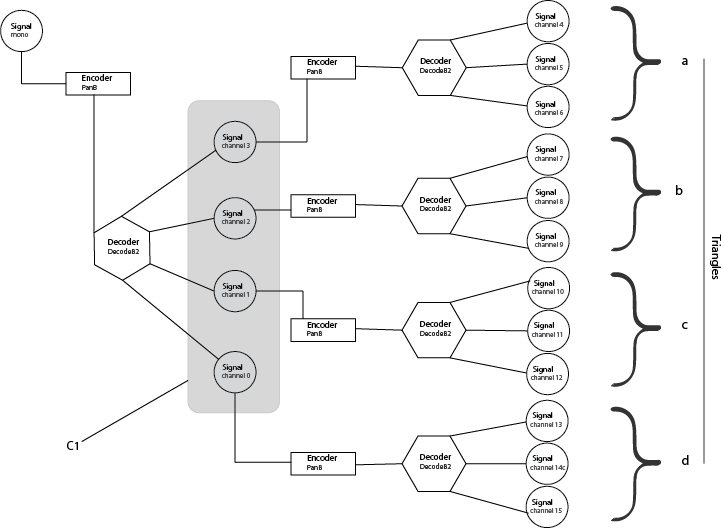 Signal
mono
Encoder
PanB
Decoder
DecodeB2
Signal
channel 3
Signal
channel 2
Signal
channel 1
Signal
channel 0
C1
Encoder
PanB
Decoder
DecodeB2
Signal
channel 4
Signal
channel 5
Signal
channel 6
a
Encoder
PanB
Decoder
DecodeB2
Signal
channel 7
Signal
channel 8
Signal
channel 9
b
Encoder
PanB
Decoder
DecodeB2
Signal
channel 10
Signal
channel 11
Signal
channel 12
c
Encoder
PanB
Decoder
DecodeB2
Signal
channel 13
Signal
channel 14c
Signal
channel 15
d
Triangles